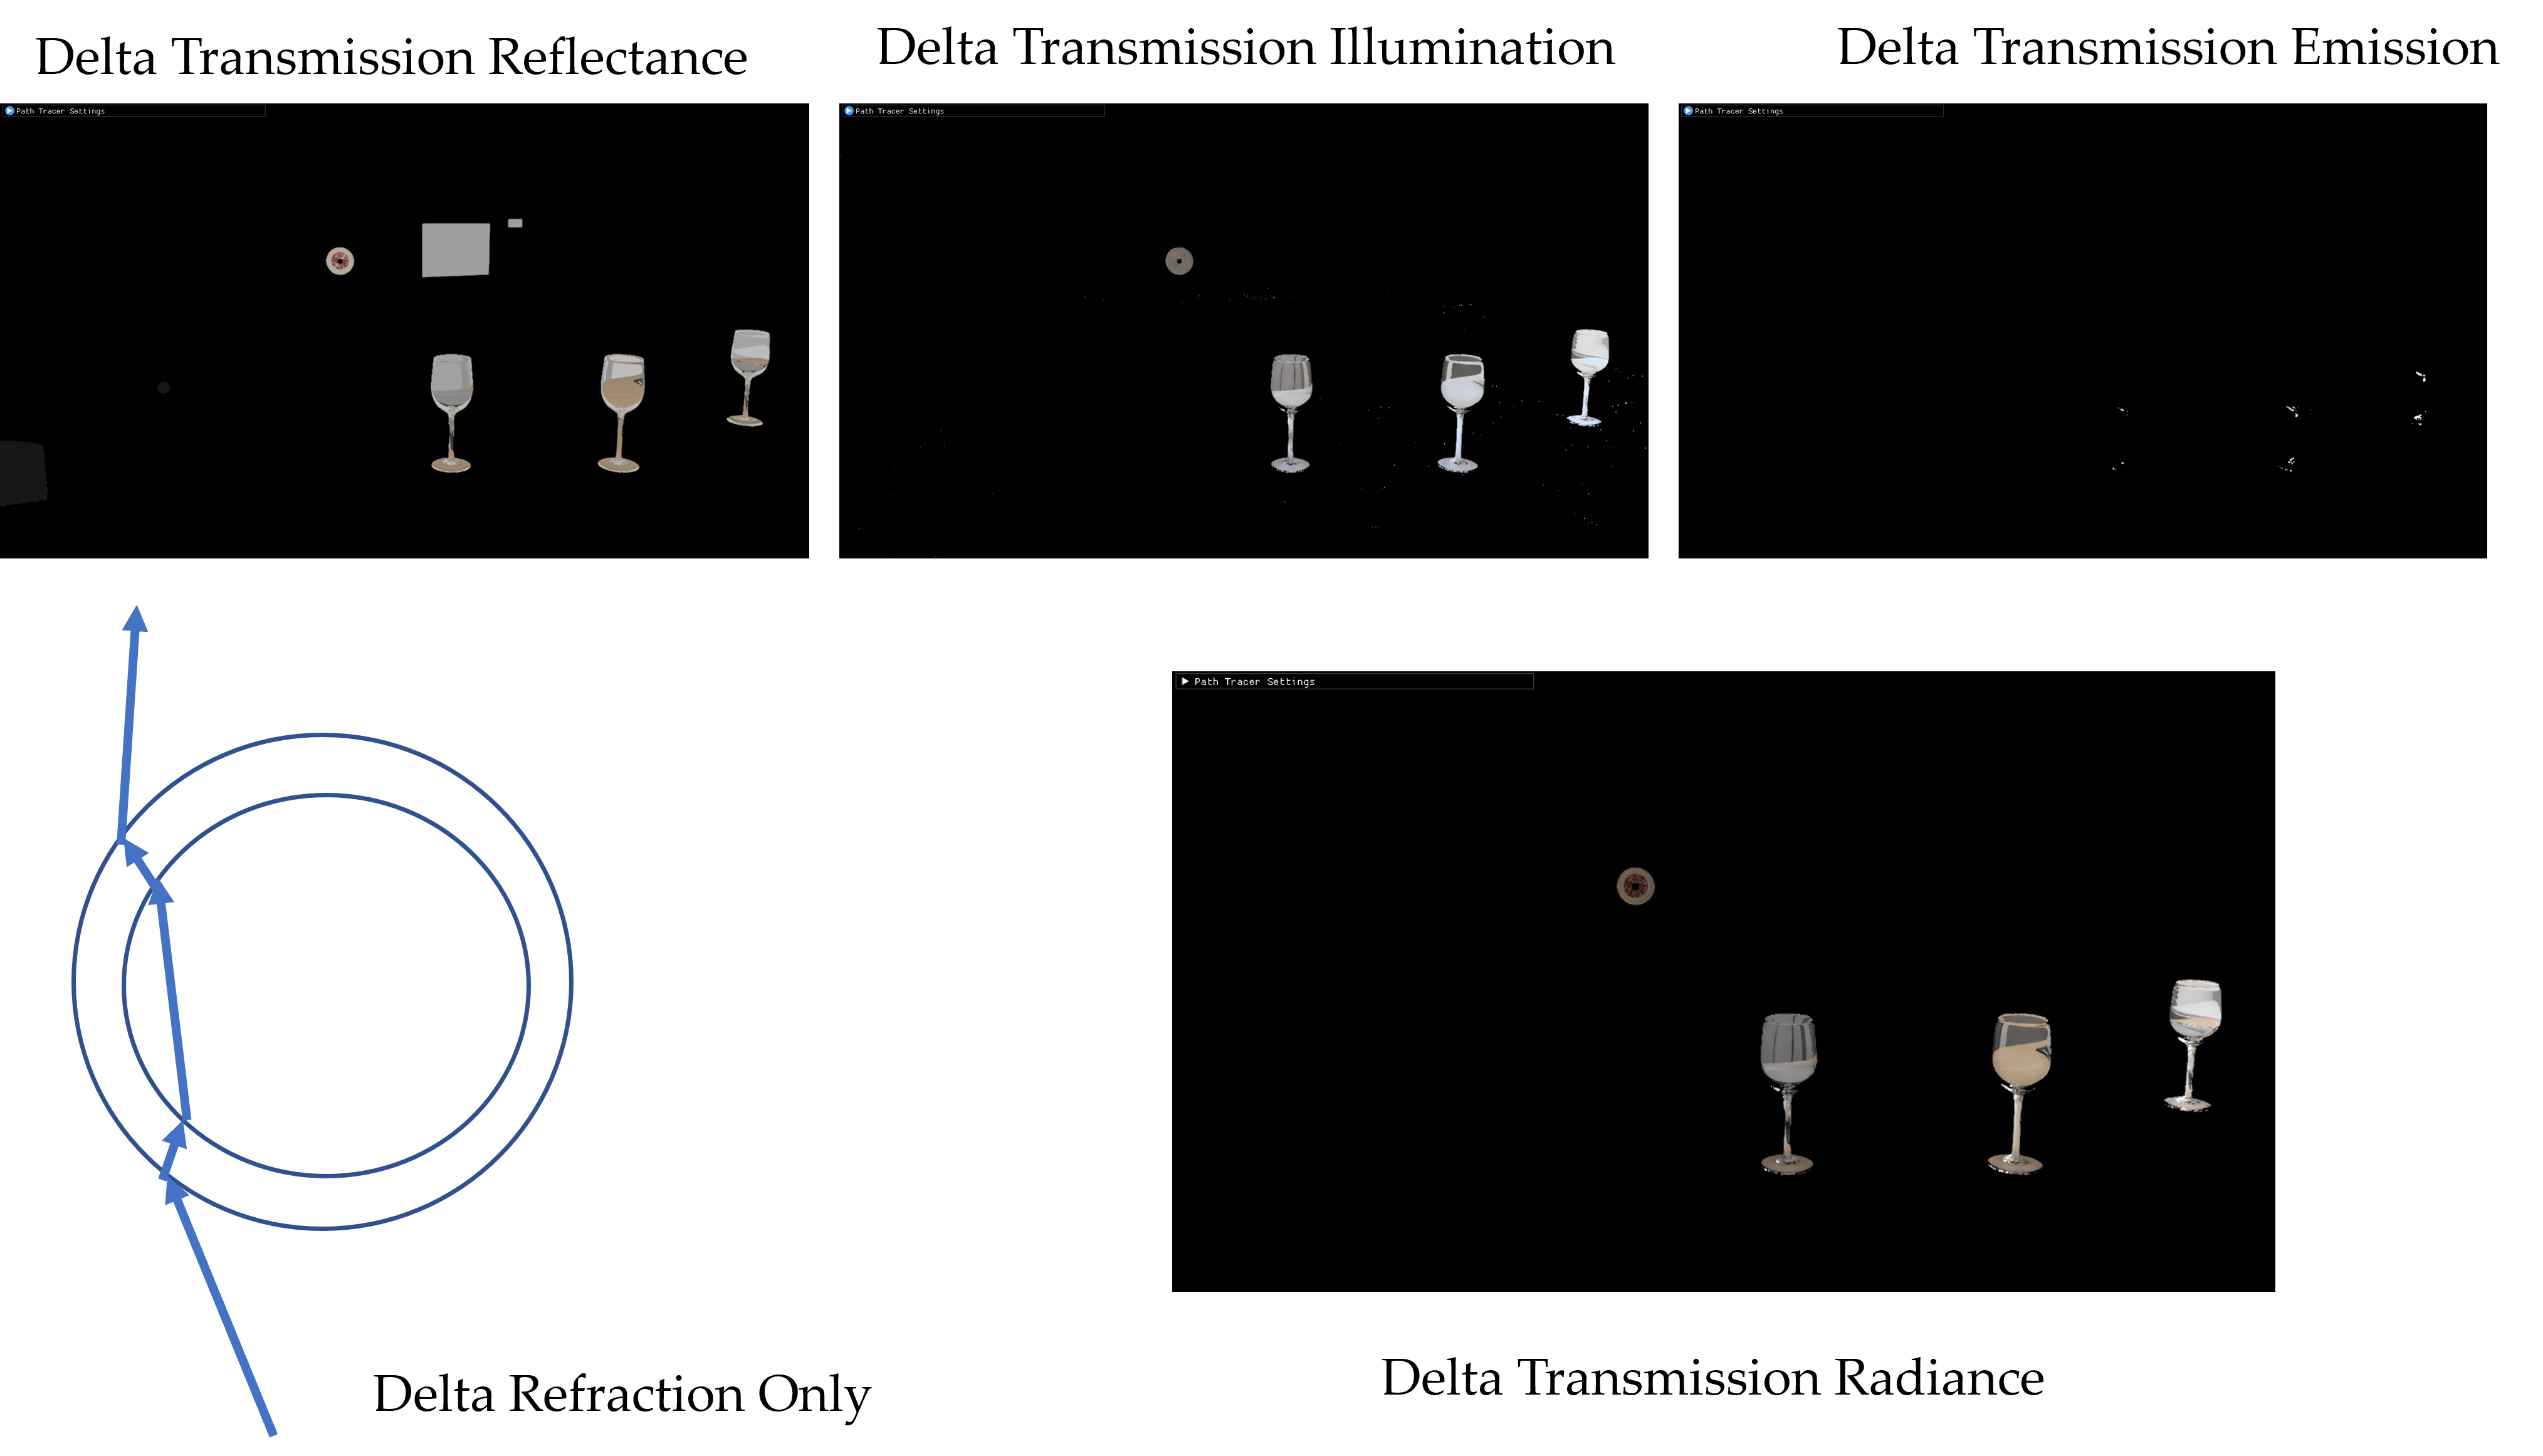 Delta Transmission Reflectance
Delta Transmission Illumination
Delta Transmission Emission
Path Tracer Settings
Path Tracer Settings
Path Tracer Settings
Path Tracer Settings
Delta Refraction Only
Delta Transmission Radiance